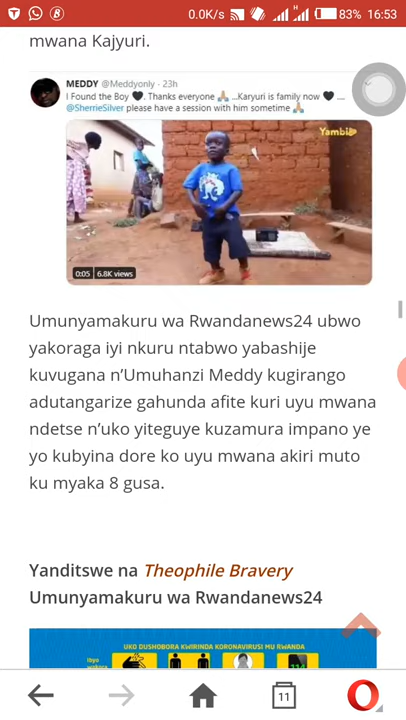 0.0K/s 83% 16:53
mwana Kajyuri.
MEDDY @Meddyonly · 23h
I Found the Boy 🖤. Thanks everyone 🙏 ...Karyuri is family now 🖤 ....
@SherrieSilver please have a session with him sometime 🙏
Yambi
0:05 6.8K views
Umunyamakuru wa Rwandanews24 ubwo
yakoraga iyi nkuru ntabwo yabashije
kuvugana n’Umuhanzi Meddy kugirango
adutangarize gahunda afite kuri uyu mwana
ndetse n’uko yiteguye kuzamura impano ye
yo kubyina dore ko uyu mwana akiri muto
ku myaka 8 gusa.
Yanditswe na Theophile Bravery
Umunyamakuru wa Rwandanews24
UKO DUSHOBORA KWIRINDA KORONAVIRUSI MU RWANDA
114
11